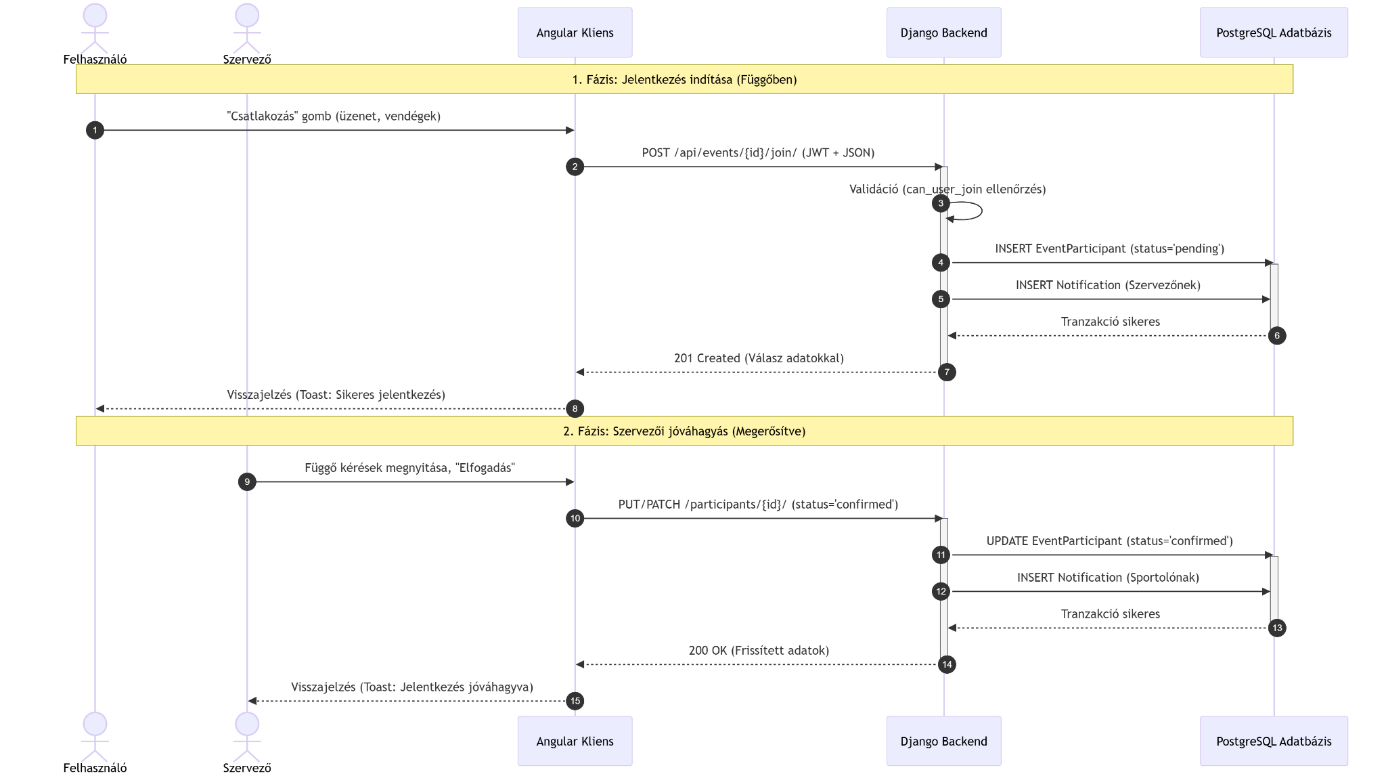 Felhasználó
Szervező
Angular Kliens
Django Backend
PostgreSQL Adatbázis
1. Fázis: Jelentkezés indítása (Függőben)
"Csatlakozás" gomb (üzenet, vendégek)
1
POST /api/events/{id}/join/ (JWT + JSON)
2
Validáció (can_user_join ellenőrzés)
3
INSERT EventParticipant (status='pending')
4
INSERT Notification (Szervezőnek)
5
Tranzakció sikeres
6
201 Created (Válasz adatokkal)
7
Visszajelzés (Toast: Sikeres jelentkezés)
8
2. Fázis: Szervezői jóváhagyás (Megerősítve)
Függő kérések megnyitása, "Elfogadás"
9
PUT/PATCH /participants/{id}/ (status='confirmed')
10
UPDATE EventParticipant (status='confirmed')
11
INSERT Notification (Sportolónak)
12
Tranzakció sikeres
13
200 OK (Frissített adatok)
14
Visszajelzés (Toast: Jelentkezés jóváhagyva)
15
Felhasználó
Szervező
Angular Kliens
Django Backend
PostgreSQL Adatbázis